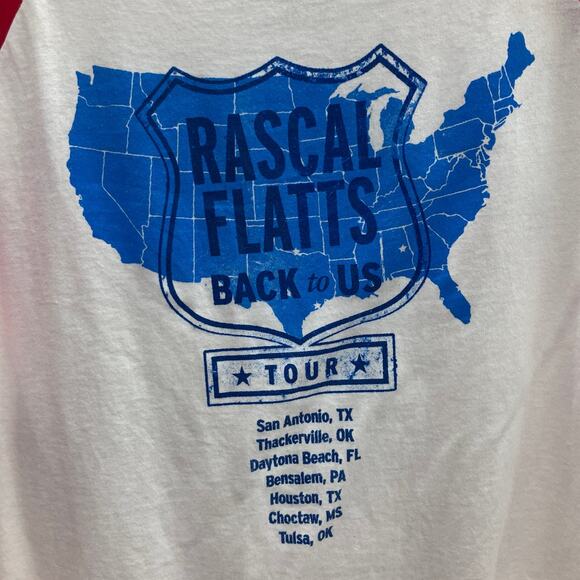 RASCAL
FLATTS
BACK to US
★ TOUR ★
San Antonio, TX
Thackerville, OK
Daytona Beach, FL
Bensalem, PA
Houston, TX
Choctaw, MS
Tulsa, OK